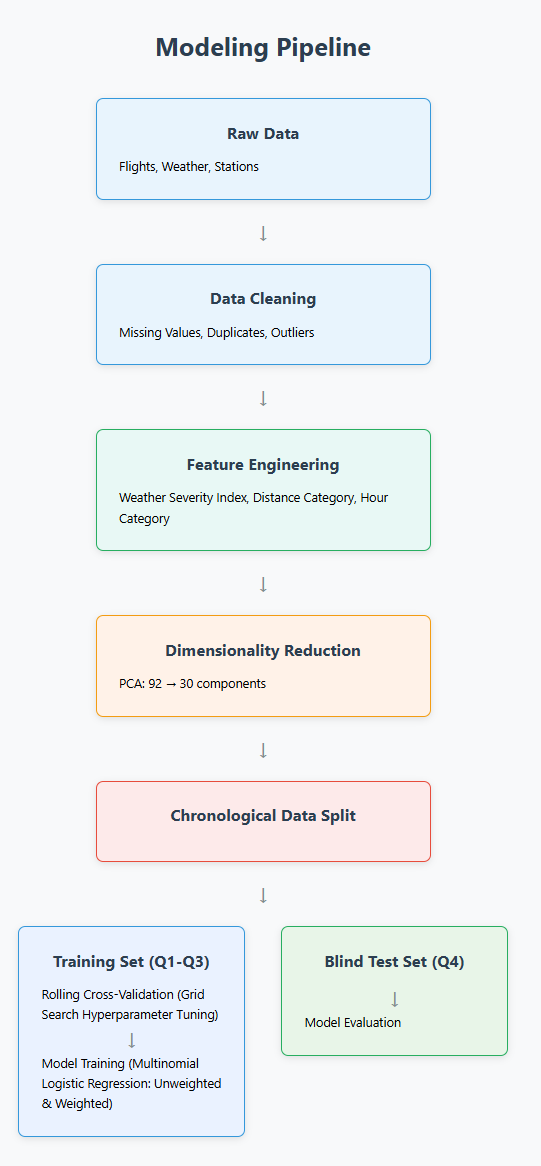 Modeling Pipeline
Raw Data
Flights, Weather, Stations
↓
Data Cleaning
Missing Values, Duplicates, Outliers
↓
Feature Engineering
Weather Severity Index, Distance Category, Hour
Category
↓
Dimensionality Reduction
PCA: 92 → 30 components
↓
Chronological Data Split
↓
Training Set (Q1-Q3)
Rolling Cross-Validation (Grid
Search Hyperparameter Tuning)
↓
Model Training (Multinomial
Logistic Regression: Unweighted
& Weighted)
Blind Test Set (Q4)
↓
Model Evaluation